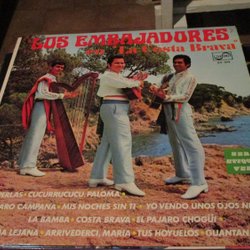 LOS EMBAJADORES
en La Costa Brava
PERLAS · CUCURRUCUCU, PALOMA ·
ARO CAMPANA · MIS NOCHES SIN TI · YO VENDO UNOS OJOS NE
LA BAMBA · COSTA BRAVA · EL PAJARO CHOGÜI ·
A LEJANA · ARRIVEDERCI, MARIA · TUS HOYUELOS · GUANTAN